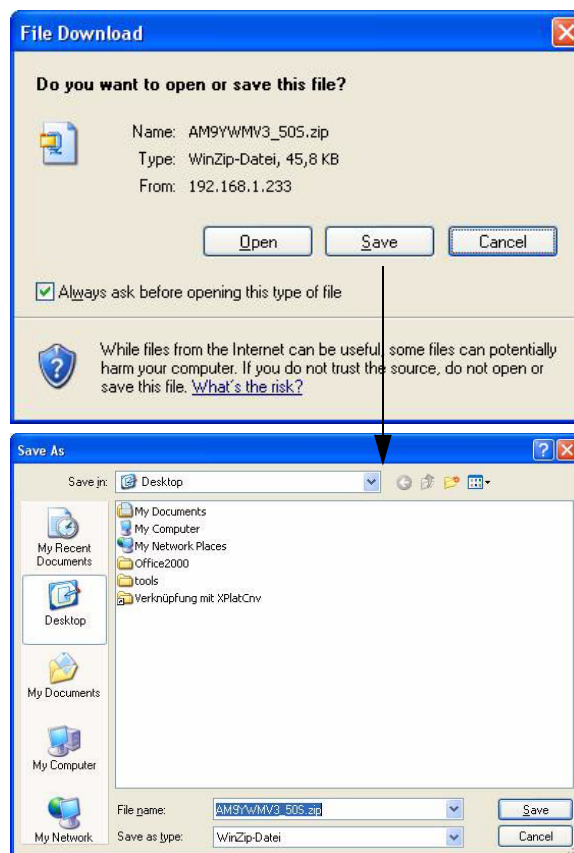 File Download
Do you want to open or save this file?
Name: AM9YWMV3_50S.zip
Type: WinZip-Datei, 45,8 KB
From: 192.168.1.233
Open Save Cancel
Always ask before opening this type of file
While files from the Internet can be useful, some files can potentially
harm your computer. If you do not trust the source, do not open or
save this file. What's the risk?
Save As
Save in: Desktop
My Recent
Documents
Desktop
My Documents
My Computer
My Network
My Documents
My Computer
My Network Places
Office2000
tools
Verknüpfung mit XPlatCnv
File name: AM9YWMV3_50S.zip Save
Save as type: WinZip-Datei Cancel